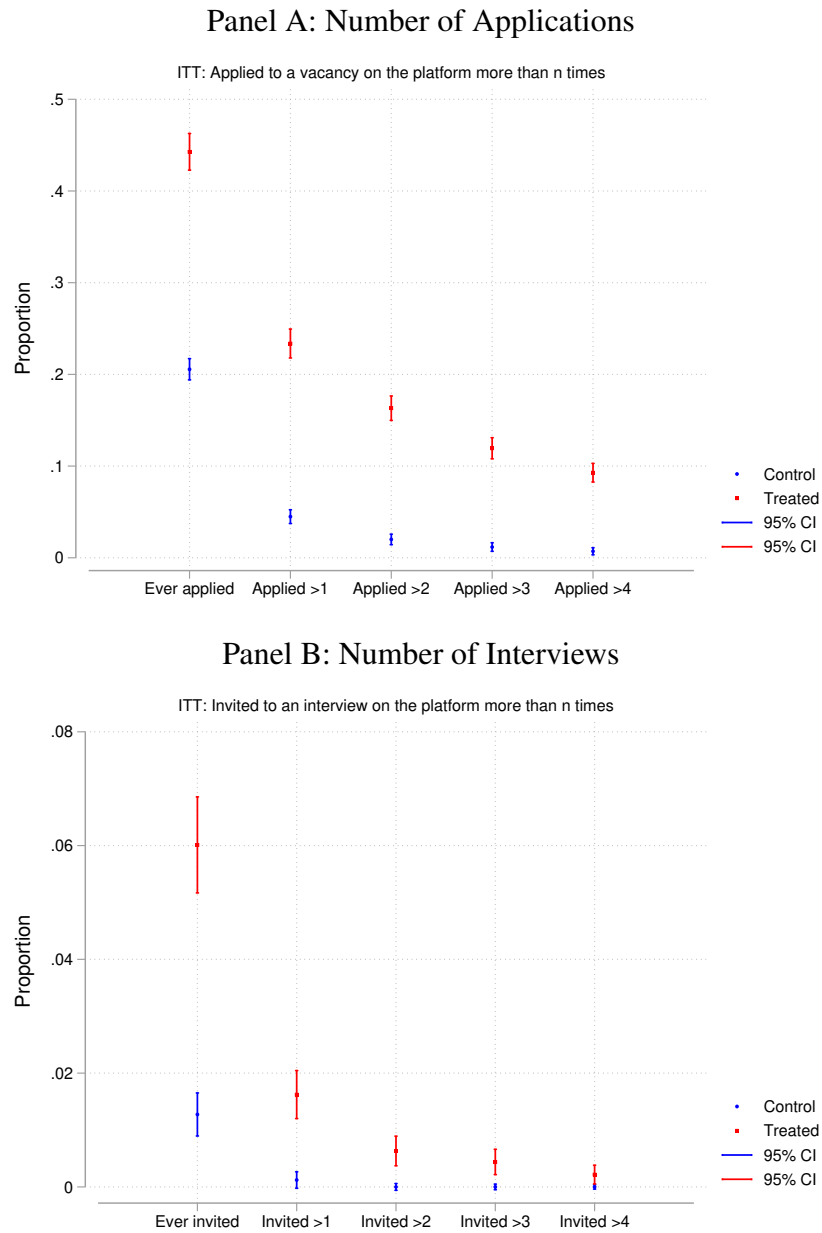 Panel A: Number of Applications
ITT: Applied to a vacancy on the platform more than n times
.5
.4
.3
.2
.1
0
Proportion
Ever applied Applied >1 Applied >2 Applied >3 Applied >4
Control
Treated
95% CI
95% CI
Panel B: Number of Interviews
ITT: Invited to an interview on the platform more than n times
.08
.06
.04
.02
0
Proportion
Ever invited Invited >1 Invited >2 Invited >3 Invited >4
Control
Treated
95% CI
95% CI